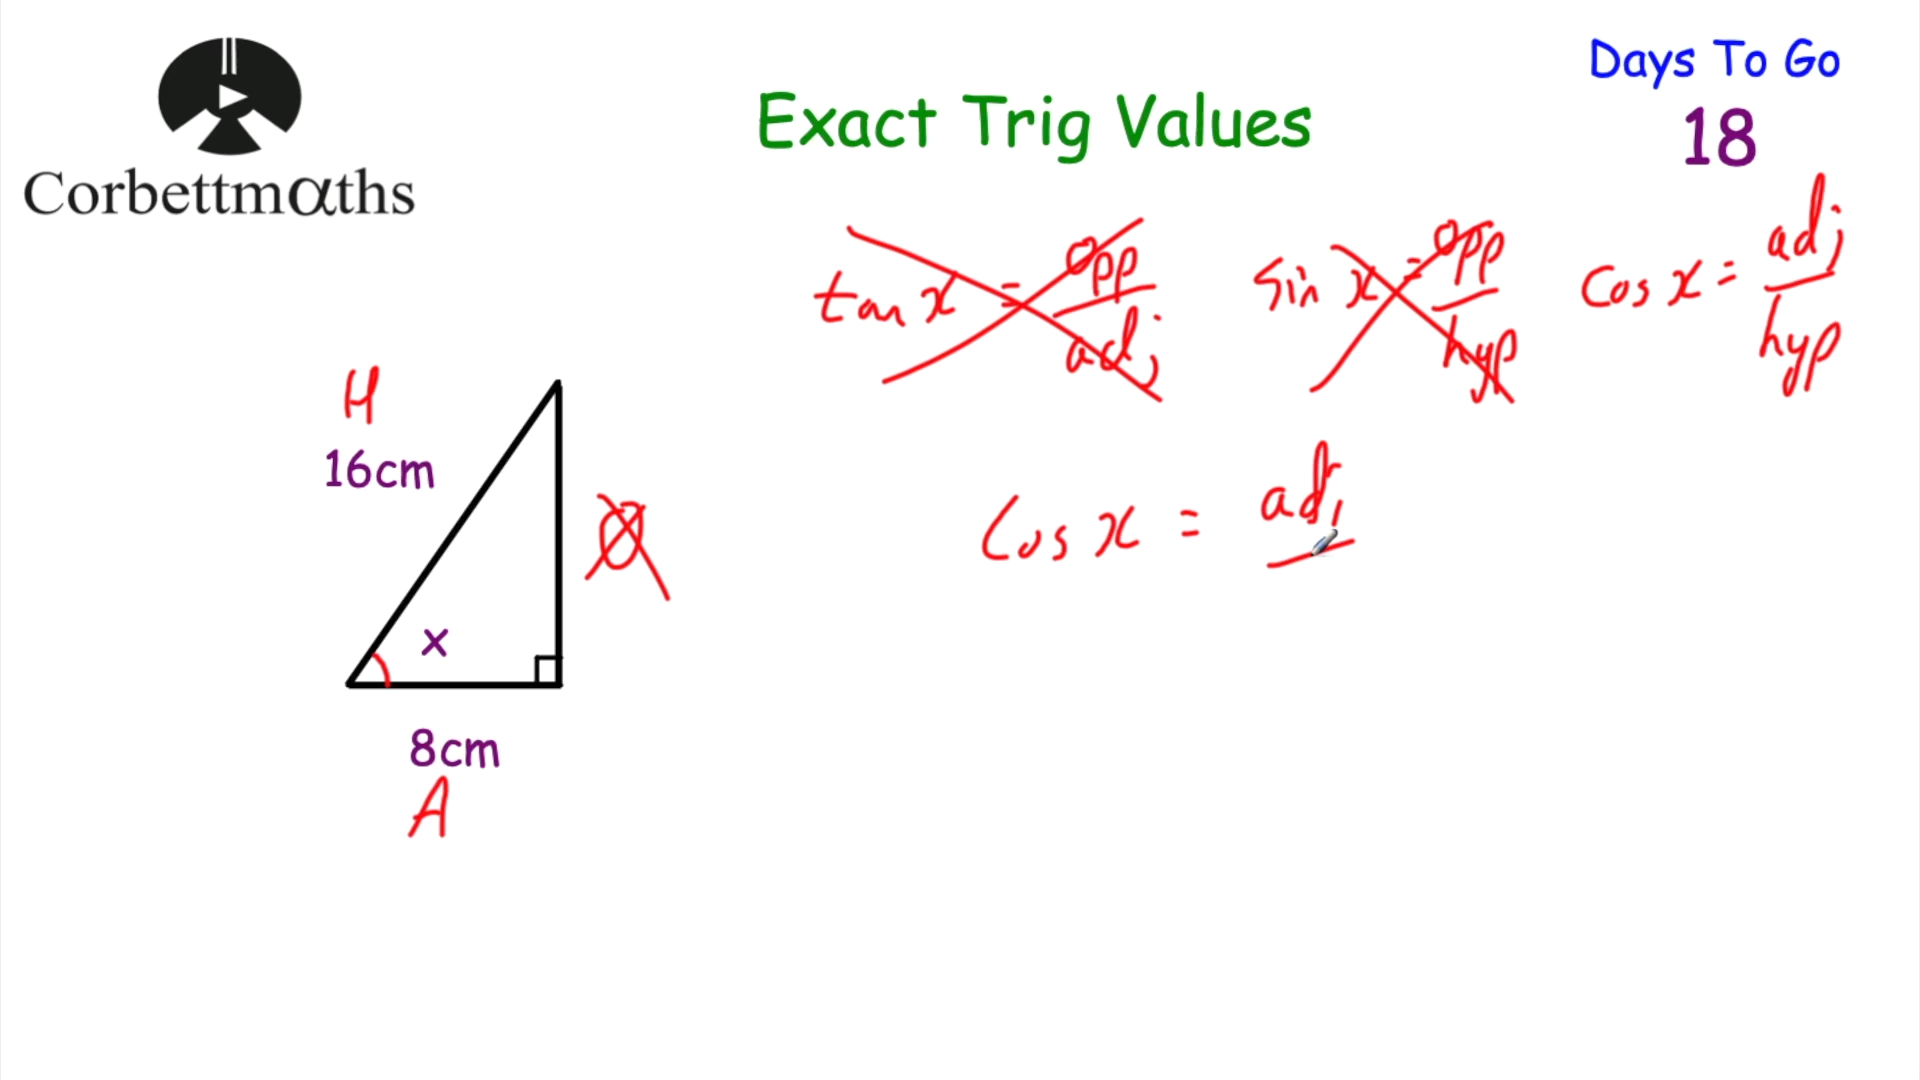 Corbettmαths
Days To Go
18
Exact Trig Values
tan x = opp
adj
sin x = opp
hyp
cos x = adj
hyp
H
16cm
O
x
8cm
A
cos x = adj